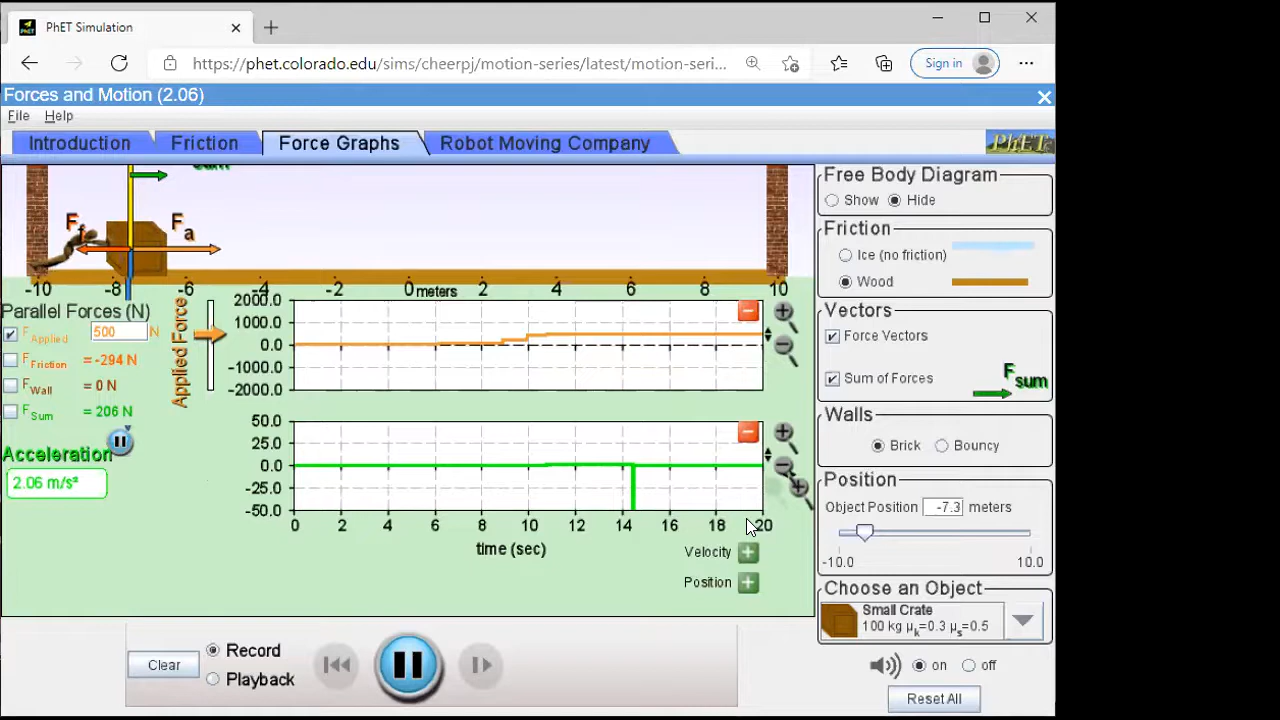 PhET Simulation
https://phet.colorado.edu/sims/cheerpj/motion-series/latest/motion-seri...
Sign in
Forces and Motion (2.06)
File Help
Introduction
Friction
Force Graphs
Robot Moving Company
PhET
sum
F
Fa
-10 -8 -6 -4 -2 0 meters 2 4 6 8 10
Parallel Forces (N)
FApplied 500 N
FFriction = -294 N
FWall = 0 N
FSum = 206 N
Acceleration
2.06 m/s²
Applied Force
2000.0
1000.0
0.0
-1000.0
-2000.0
50.0
25.0
0.0
-25.0
-50.0
0 2 4 6 8 10 12 14 16 18 20
time (sec)
Velocity
Position
Clear
Record
Playback
Free Body Diagram
Show Hide
Friction
Ice (no friction)
Wood
Vectors
Force Vectors
Sum of Forces
Fsum
Walls
Brick Bouncy
Position
Object Position -7.3 meters
-10.0 10.0
Choose an Object
Small Crate
100 kg μk=0.3 μs=0.5
on off
Reset All